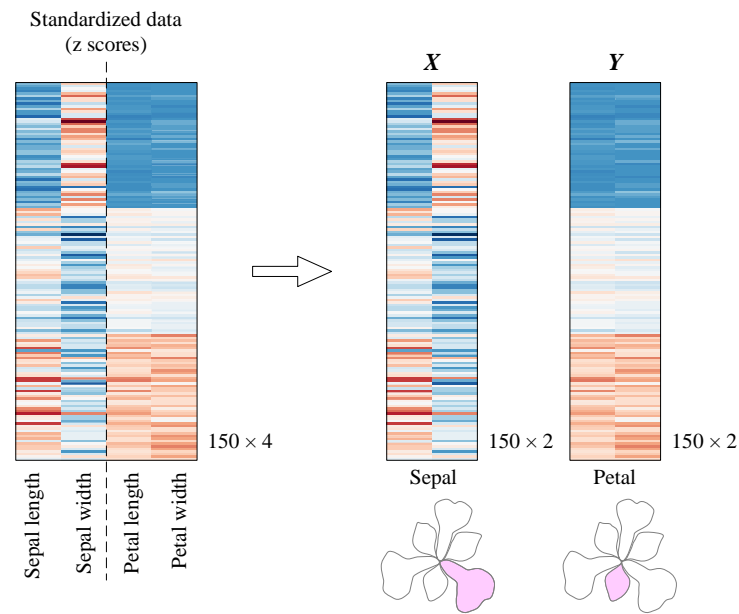 Standardized data
(z scores)
X
Y
150 × 4
150 × 2
150 × 2
Sepal length
Sepal width
Petal length
Petal width
Sepal
Petal